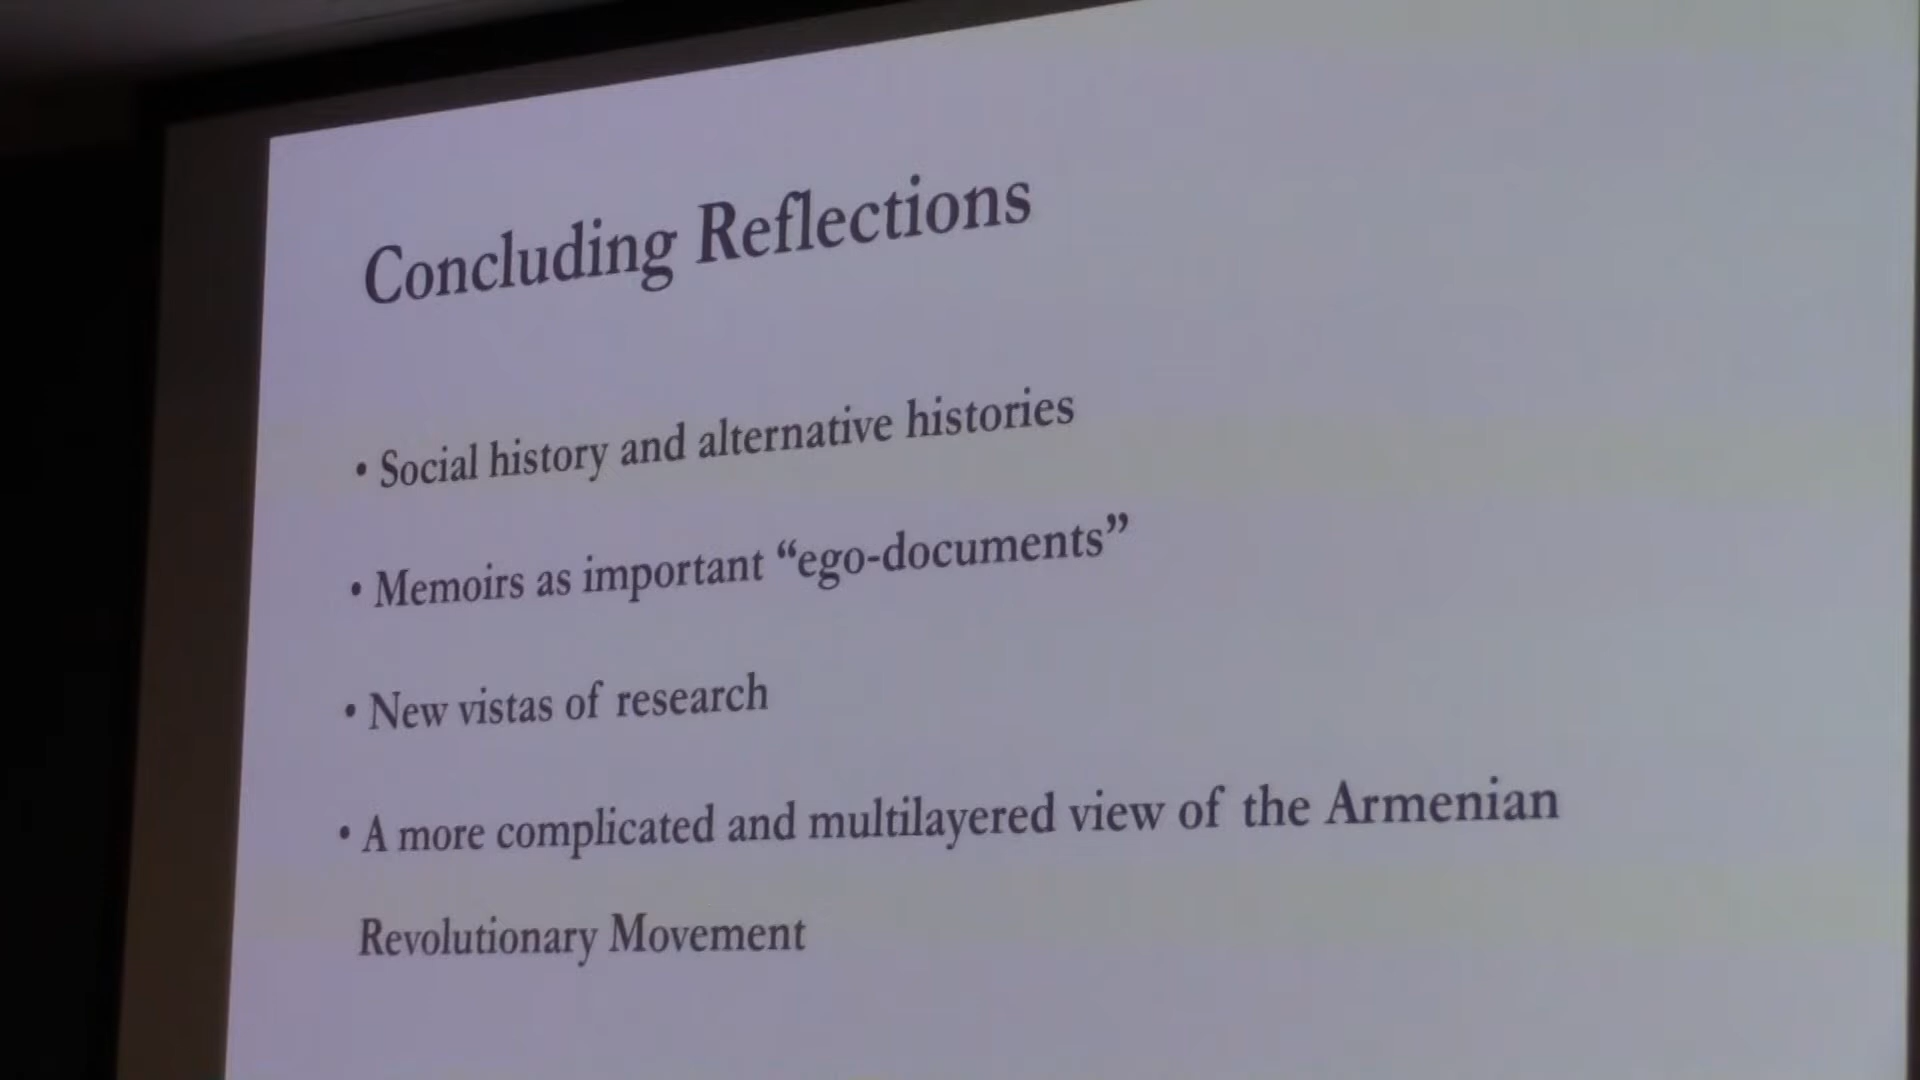 Concluding Reflections
• Social history and alternative histories
• Memoirs as important “ego-documents”
• New vistas of research
• A more complicated and multilayered view of the Armenian
Revolutionary Movement